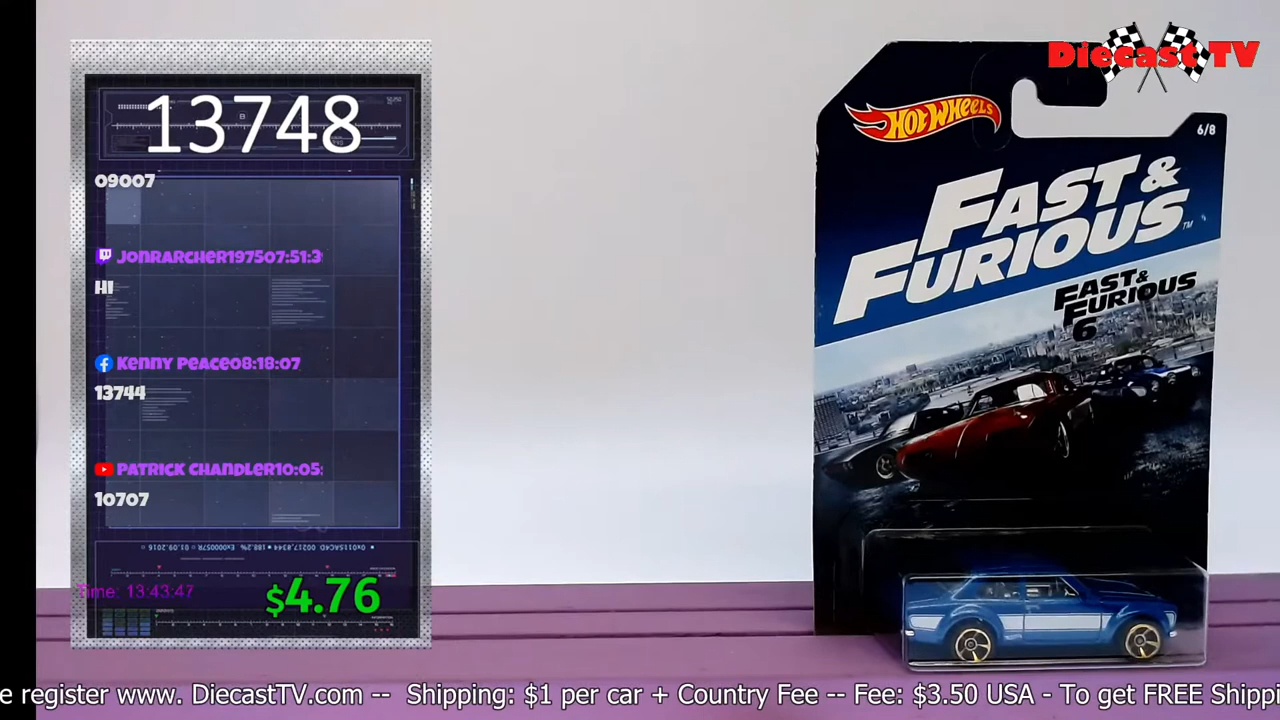 Diecast TV
13748
09007
JONRARCHER197507:51:3
HI
Kenny Peace08:18:07
13744
Patrick Chandler10:05:
10707
Time: 13:43:47
$4.76
HOT WHEELS
6/8
FAST &
FURIOUS
FAST &
FURIOUS
6
e register www. DiecastTV.com -- Shipping: $1 per car + Country Fee -- Fee: $3.50 USA - To get FREE Shippi